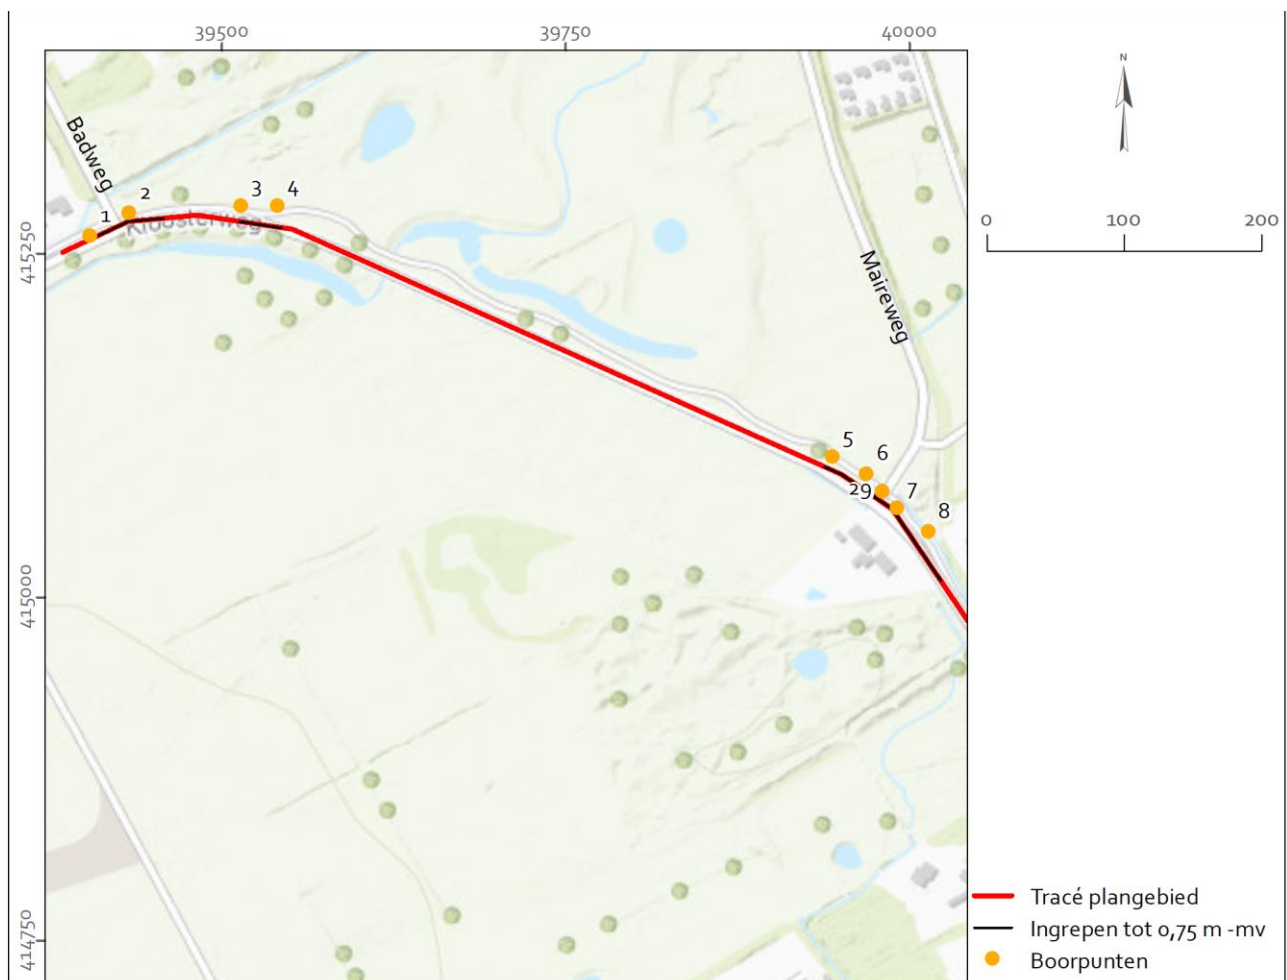 39500 39750 40000
N
Badweg
2 3 4
1
Kloosterweg
0 100 200
415250
Maireweg
5
6
29 7
8
415000
Tracé plangebied
Ingrepen tot 0,75 m -mv
414750
Boorpunten